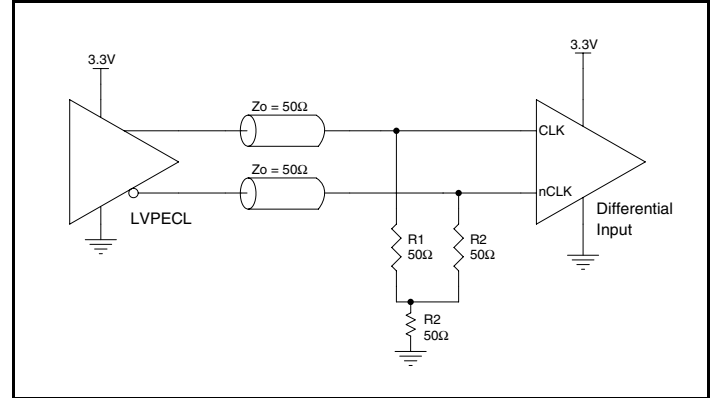 3.3V
3.3V
Zo = 50Ω
CLK
Zo = 50Ω
nCLK
LVPECL
Differential
Input
R1
50Ω
R2
50Ω
R2
50Ω